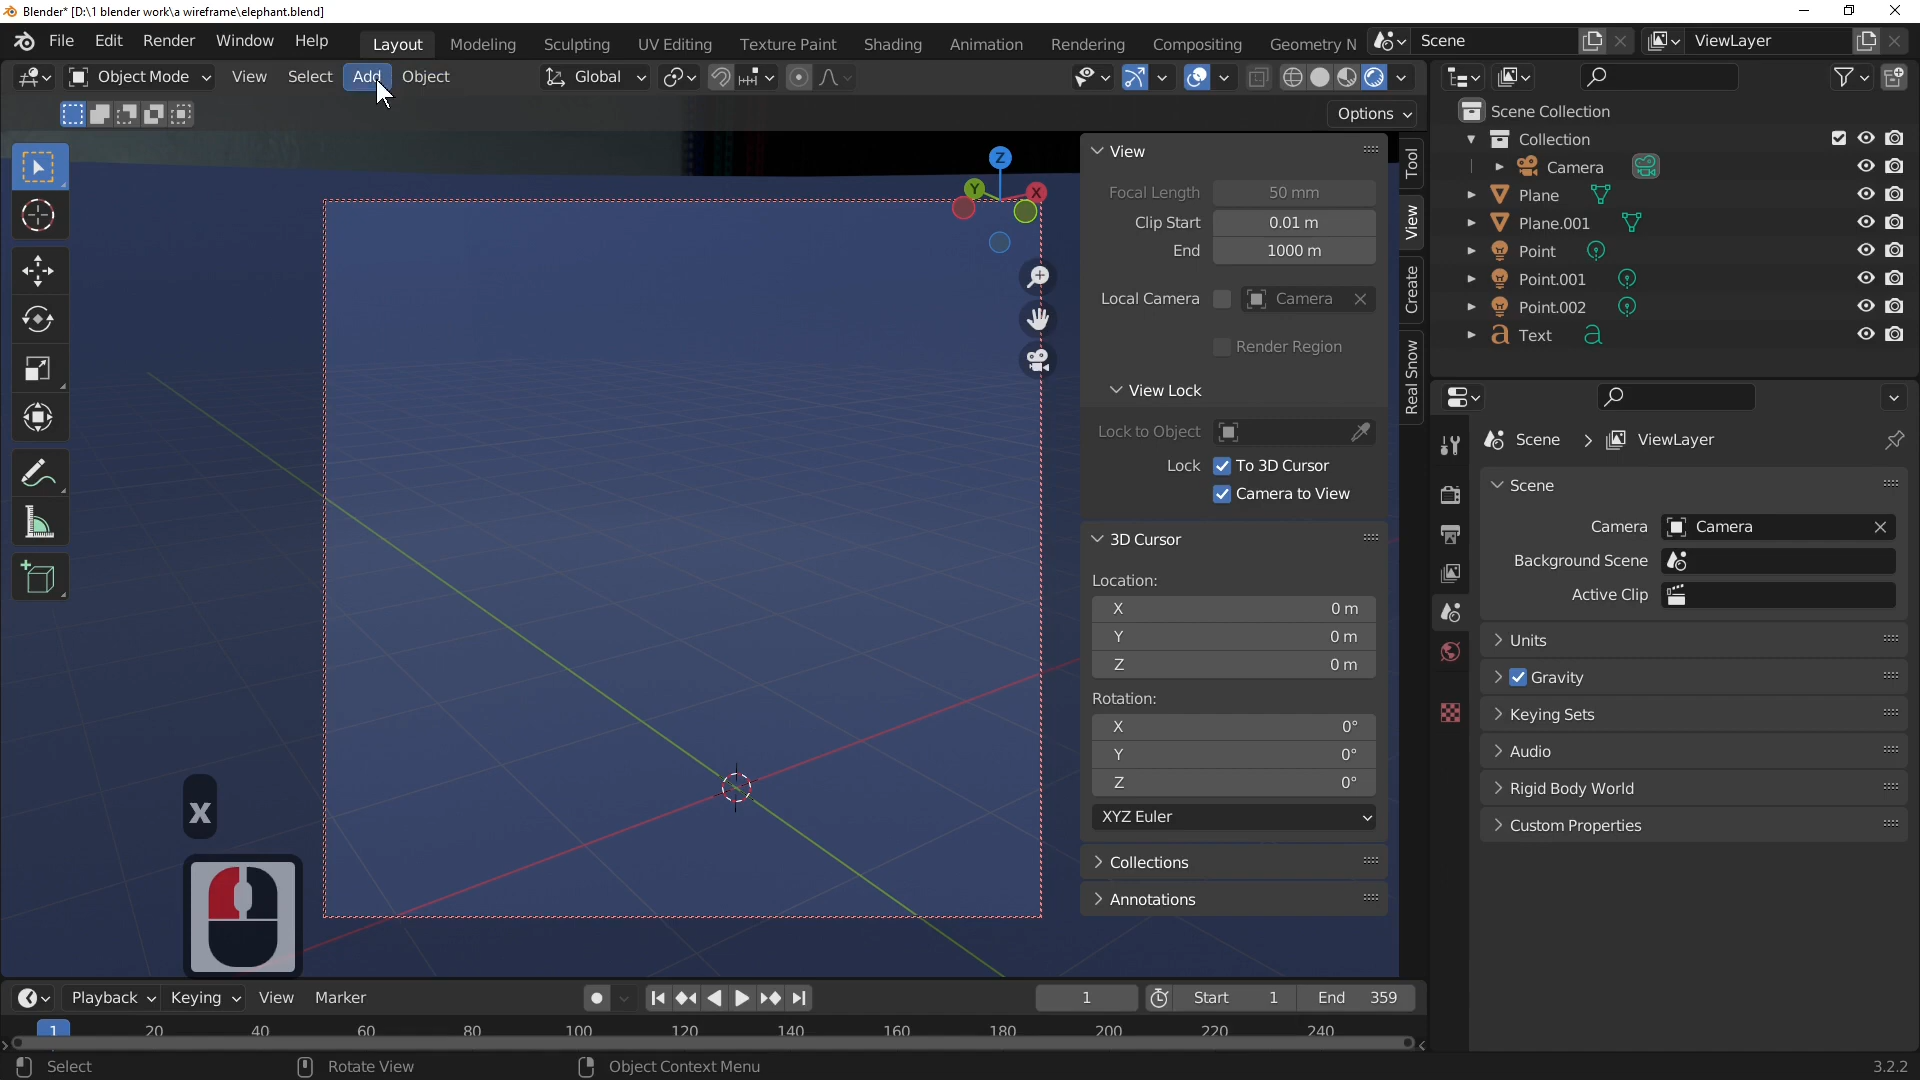 Blender* [D:\1 blender work\a wireframe\elephant.blend]
File Edit Render Window Help Layout Modeling Sculpting UV Editing Texture Paint Shading Animation Rendering Compositing Geometry N Scene ViewLayer
Object Mode View Select Add Object Global
Options
Scene Collection
Collection
Camera
Plane
Plane.001
Point
Point.001
Point.002
Text
Z
Y
X
View
Focal Length 50 mm
Clip Start 0.01 m
End 1000 m
Local Camera Camera
Render Region
View Lock
Lock to Object
Lock To 3D Cursor
Camera to View
3D Cursor
Location:
X 0 m
Y 0 m
Z 0 m
Rotation:
X 0°
Y 0°
Z 0°
XYZ Euler
Collections
Annotations
Tool
View
Create
Real Snow
Scene > ViewLayer
Scene
Camera Camera
Background Scene
Active Clip
Units
Gravity
Keying Sets
Audio
Rigid Body World
Custom Properties
X
Playback Keying View Marker 1 Start 1 End 359
1 20 40 60 80 100 120 140 160 180 200 220 240
Select Rotate View Object Context Menu 3.2.2